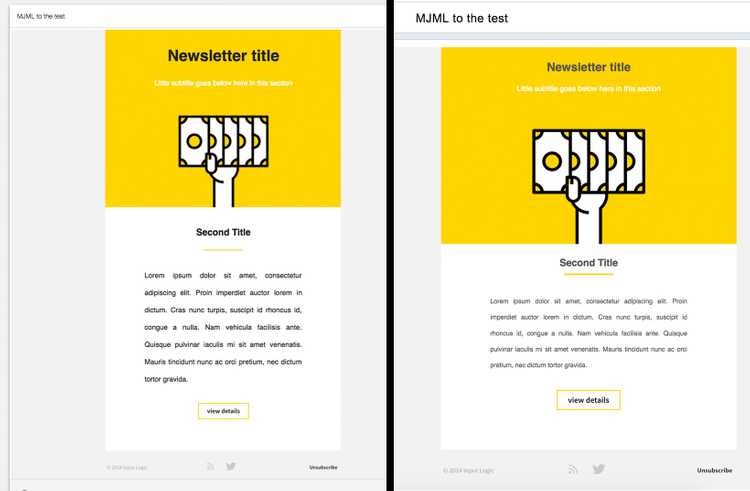 MJML to the test
Newsletter title
Little subtitle goes below here in this section
Second Title
Lorem ipsum dolor sit amet, consectetur
adipiscing elit. Proin imperdiet auctor lorem in
dictum. Cras nunc turpis, suscipit id rhoncus id,
congue a nulla. Nam vehicula facilisis ante.
Quisque pulvinar iaculis mi sit amet venenatis.
Mauris tincidunt nunc ac orci pretium, nec dictum
tortor gravida.
view details
© 2014 Input Logic
Unsubscribe
MJML to the test
Newsletter title
Little subtitle goes below here in this section
Second Title
Lorem ipsum dolor sit amet, consectetur adipiscing elit. Proin
imperdiet auctor lorem in dictum. Cras nunc turpis, suscipit id
rhoncus id, congue a nulla. Nam vehicula facilisis ante. Quisque
pulvinar iaculis mi sit amet venenatis. Mauris tincidunt nunc ac orci
pretium, nec dictum tortor gravida.
view details
© 2014 Input Logic
Unsubscribe